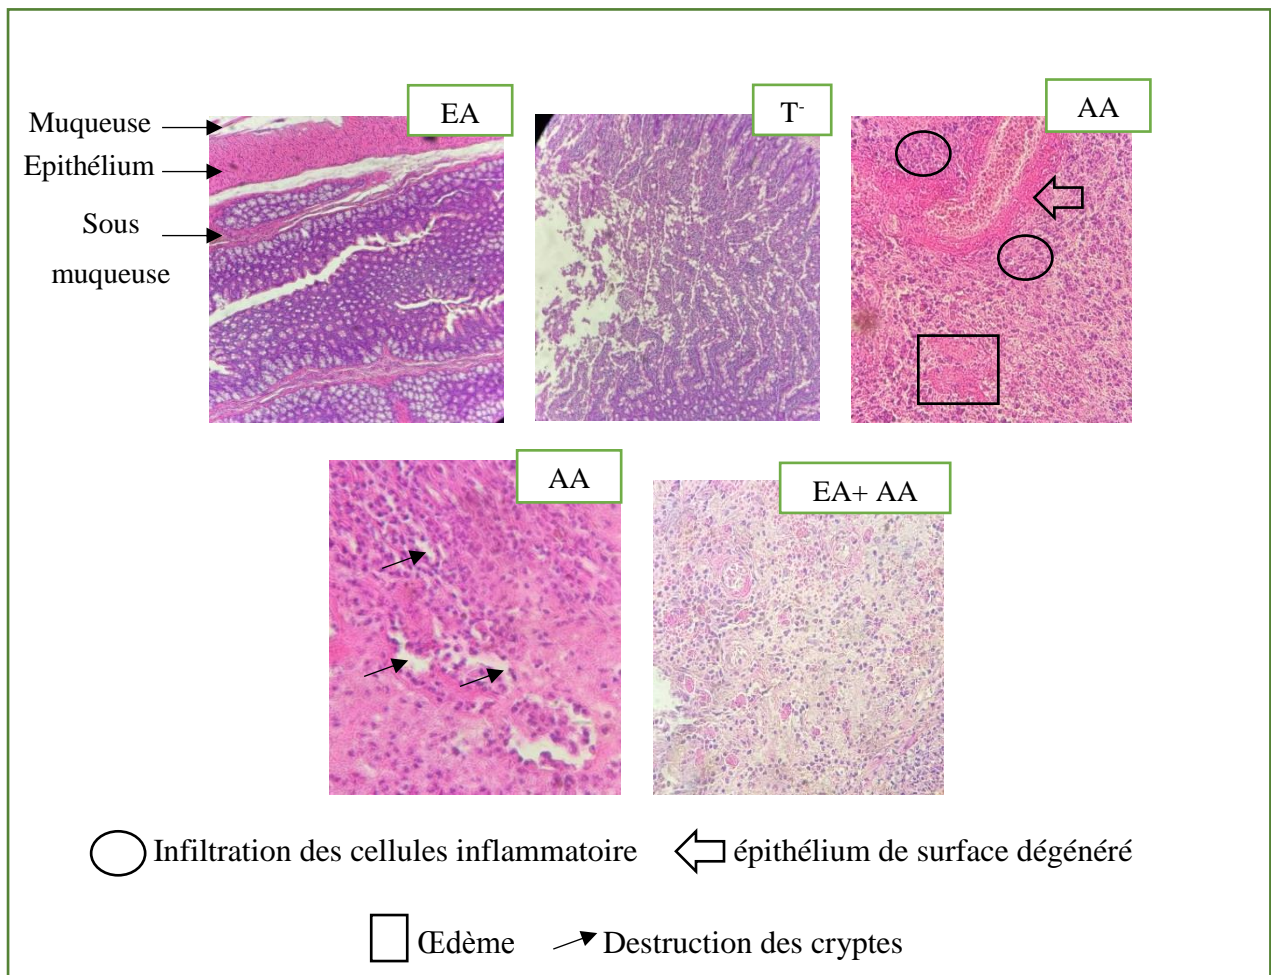 EA
T-
AA
Muqueuse
Epithélium
Sous
muqueuse
AA
EA+ AA
Infiltration des cellules inflammatoire
épithélium de surface dégénéré
Œdème
Destruction des cryptes